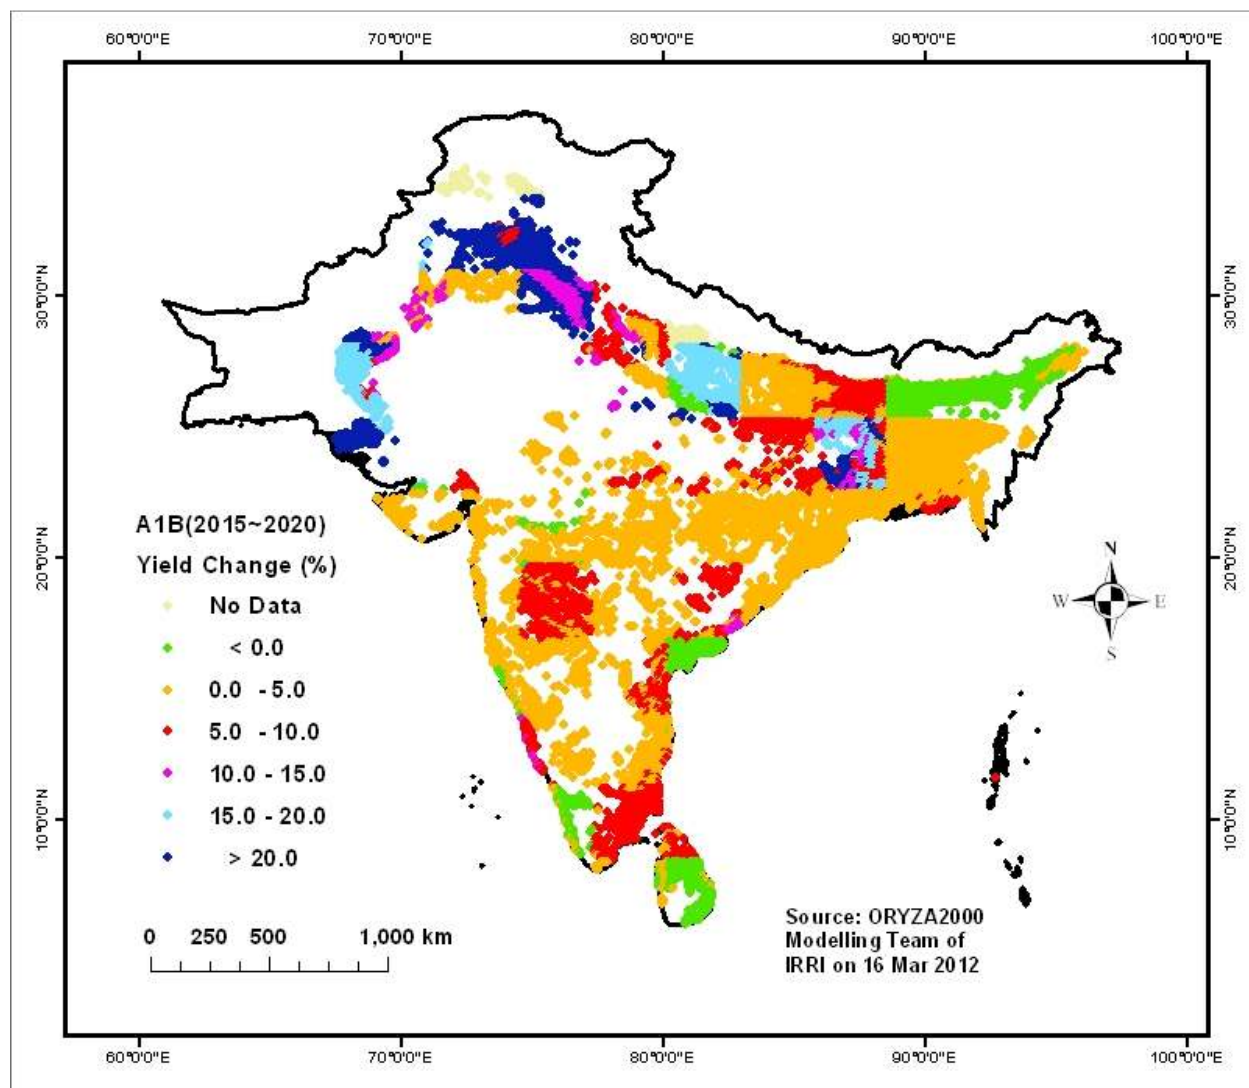 60°0'0"E 70°0'0"E 80°0'0"E 90°0'0"E 100°0'0"E
30°0'0"N 30°0'0"N
20°0'0"N 20°0'0"N
10°0'0"N 10°0'0"N
A1B(2015~2020)
Yield Change (%)
No Data
< 0.0
0.0 - 5.0
5.0 - 10.0
10.0 - 15.0
15.0 - 20.0
> 20.0
N
W E
S
0 250 500 1,000 km
Source: ORYZA2000
Modelling Team of
IRRI on 16 Mar 2012
60°0'0"E 70°0'0"E 80°0'0"E 90°0'0"E 100°0'0"E